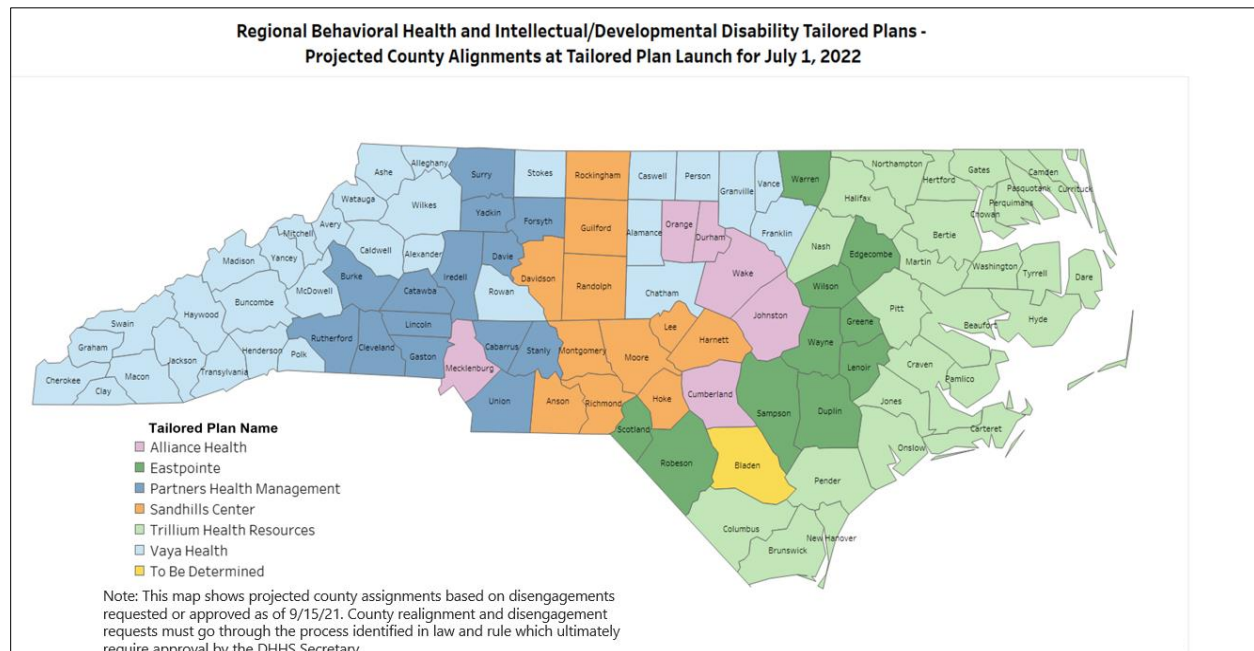 Regional Behavioral Health and Intellectual/Developmental Disability Tailored Plans -
Projected County Alignments at Tailored Plan Launch for July 1, 2022
Ashe
Alleghany
Surry
Stokes
Rockingham
Caswell
Person
Granville
Vance
Warren
Northampton
Gates
Camden
Pasquotank
Currituck
Hertford
Perquimans
Chowan
Halifax
Watauga
Wilkes
Yadkin
Forsyth
Guilford
Alamance
Orange
Durham
Franklin
Nash
Bertie
Mitchell
Avery
Caldwell
Alexander
Iredell
Davie
Davidson
Randolph
Wake
Edgecombe
Martin
Washington
Tyrrell
Dare
Madison
Yancey
McDowell
Burke
Catawba
Rowan
Chatham
Johnston
Wilson
Pitt
Beaufort
Hyde
Swain
Haywood
Buncombe
Lincoln
Lee
Harnett
Greene
Wayne
Graham
Jackson
Henderson
Polk
Rutherford
Cleveland
Gaston
Mecklenburg
Cabarrus
Stanly
Montgomery
Moore
Lenoir
Craven
Pamlico
Cherokee
Clay
Macon
Transylvania
Union
Anson
Richmond
Hoke
Cumberland
Sampson
Duplin
Jones
Onslow
Carteret
Scotland
Robeson
Bladen
Pender
Columbus
Brunswick
New Hanover
Tailored Plan Name
Alliance Health
Eastpointe
Partners Health Management
Sandhills Center
Trillium Health Resources
Vaya Health
To Be Determined
Note: This map shows projected county assignments based on disengagements
requested or approved as of 9/15/21. County realignment and disengagement
requests must go through the process identified in law and rule which ultimately
require approval by the DHHS Secretary